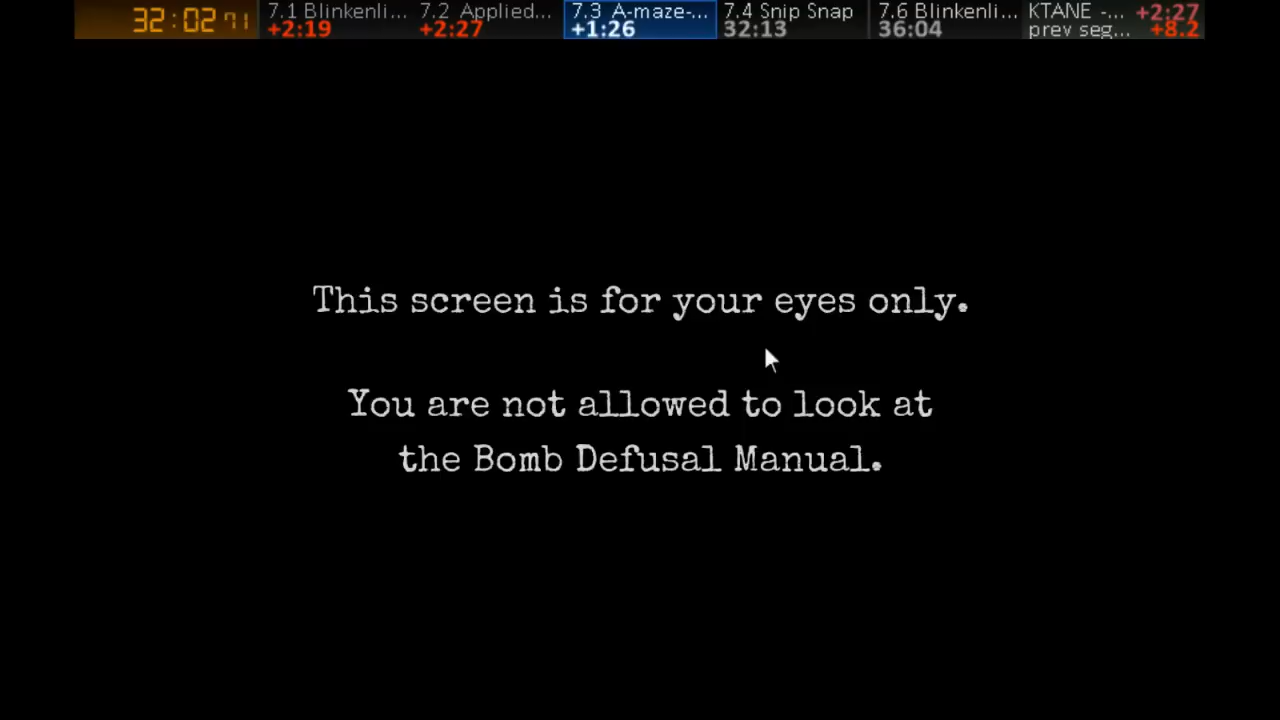 32:02 71
7.1 Blinkenli... 7.2 Applied... 7.3 A-maze-... 7.4 Snip Snap 7.6 Blinkenli... KTANE -... +2:27
+2:19 +2:27 +1:26 32:13 36:04 prev seg... +8.2
This screen is for your eyes only.
You are not allowed to look at
the Bomb Defusal Manual.